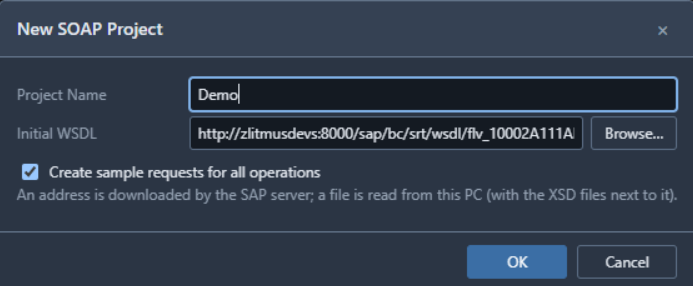 New SOAP Project
×
Project Name
Demo
Initial WSDL
http://zlitmusdevs:8000/sap/bc/srt/wsdl/flv_10002A111A
Browse...
Create sample requests for all operations
An address is downloaded by the SAP server; a file is read from this PC (with the XSD files next to it).
OK
Cancel